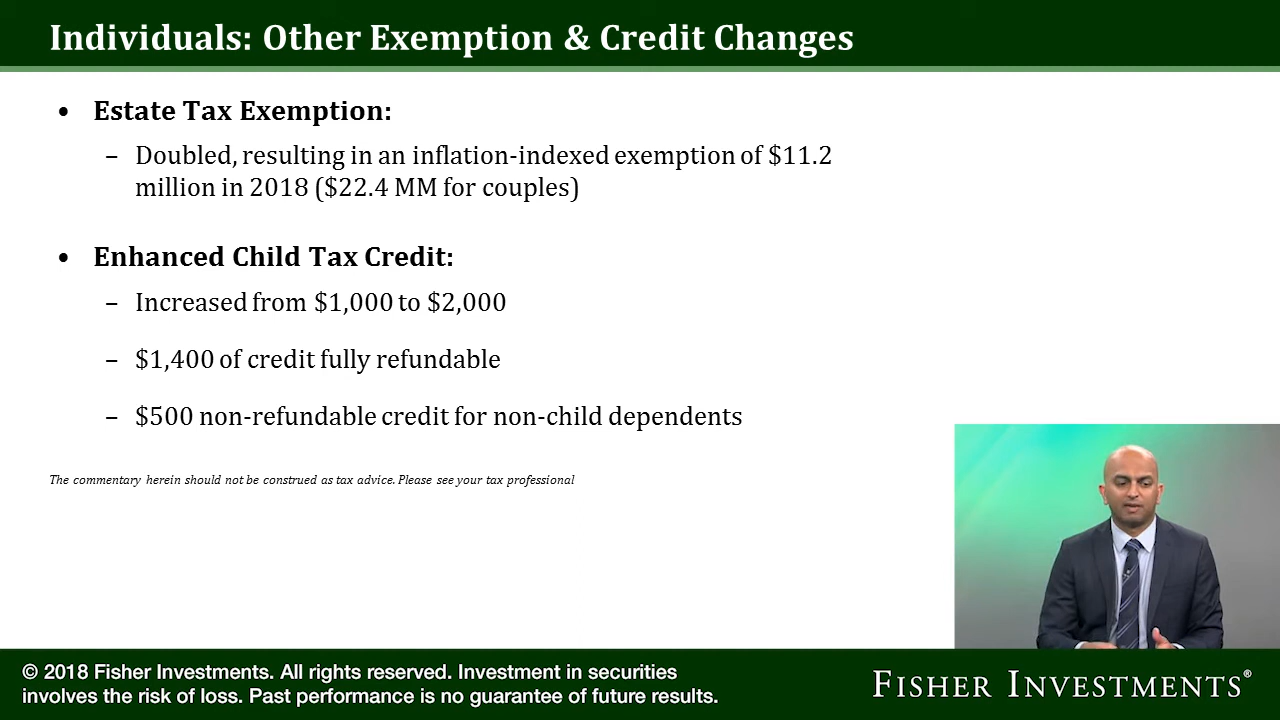 Individuals: Other Exemption & Credit Changes
• Estate Tax Exemption:
– Doubled, resulting in an inflation-indexed exemption of $11.2
million in 2018 ($22.4 MM for couples)
• Enhanced Child Tax Credit:
– Increased from $1,000 to $2,000
– $1,400 of credit fully refundable
– $500 non-refundable credit for non-child dependents
The commentary herein should not be construed as tax advice. Please see your tax professional
© 2018 Fisher Investments. All rights reserved. Investment in securities
involves the risk of loss. Past performance is no guarantee of future results.
FISHER INVESTMENTS®